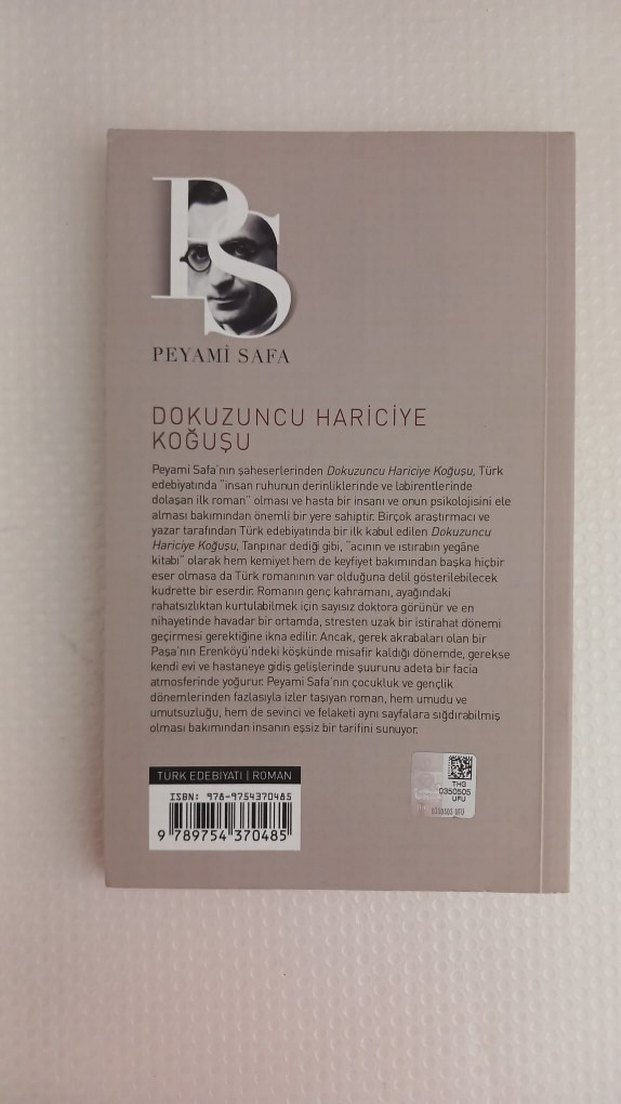 PS
PEYAMİ SAFA
DOKUZUNCU HARİCİYE
KOĞUŞU
Peyami Safa'nın şaheserlerinden Dokuzuncu Hariciye Koğuşu, Türk
edebiyatında "insan ruhunun derinliklerinde ve labirentlerinde
dolaşan ilk roman" olması ve hasta bir insanı ve onun psikolojisini ele
alması bakımından önemli bir yere sahiptir. Birçok araştırmacı ve
yazar tarafından Türk edebiyatında bir ilk kabul edilen Dokuzuncu
Hariciye Koğuşu, Tanpınar dediği gibi, "acının ve ıstırabın yegâne
kitabı" olarak hem kemiyet hem de keyfiyet bakımından başka hiçbir
eser olmasa da Türk romanının var olduğuna delil gösterilebilecek
kudrette bir eserdir. Romanın genç kahramanı, ayağındaki
rahatsızlıktan kurtulabilmek için sayısız doktora görünür ve en
nihayetinde havadar bir ortamda, stresten uzak bir istirahat dönemi
geçirmesi gerektiğine ikna edilir. Ancak, gerek akrabaları olan bir
Paşa'nın Erenköyü'ndeki köşkünde misafir kaldığı dönemde, gerekse
kendi evi ve hastaneye gidiş gelişlerinde şuurunu adeta bir facia
atmosferinde yoğurur. Peyami Safa'nın çocukluk ve gençlik
dönemlerinden fazlasıyla izler taşıyan roman, hem umudu ve
umutsuzluğu, hem de sevinci ve felaketi aynı sayfalara sığdırabilmiş
olması bakımından insanın eşsiz bir tarifini sunuyor.
TÜRK EDEBİYATI | ROMAN
ISBN: 978-9754370485
9 789754 370485
THG
0350505
UFU
0350505 UFU